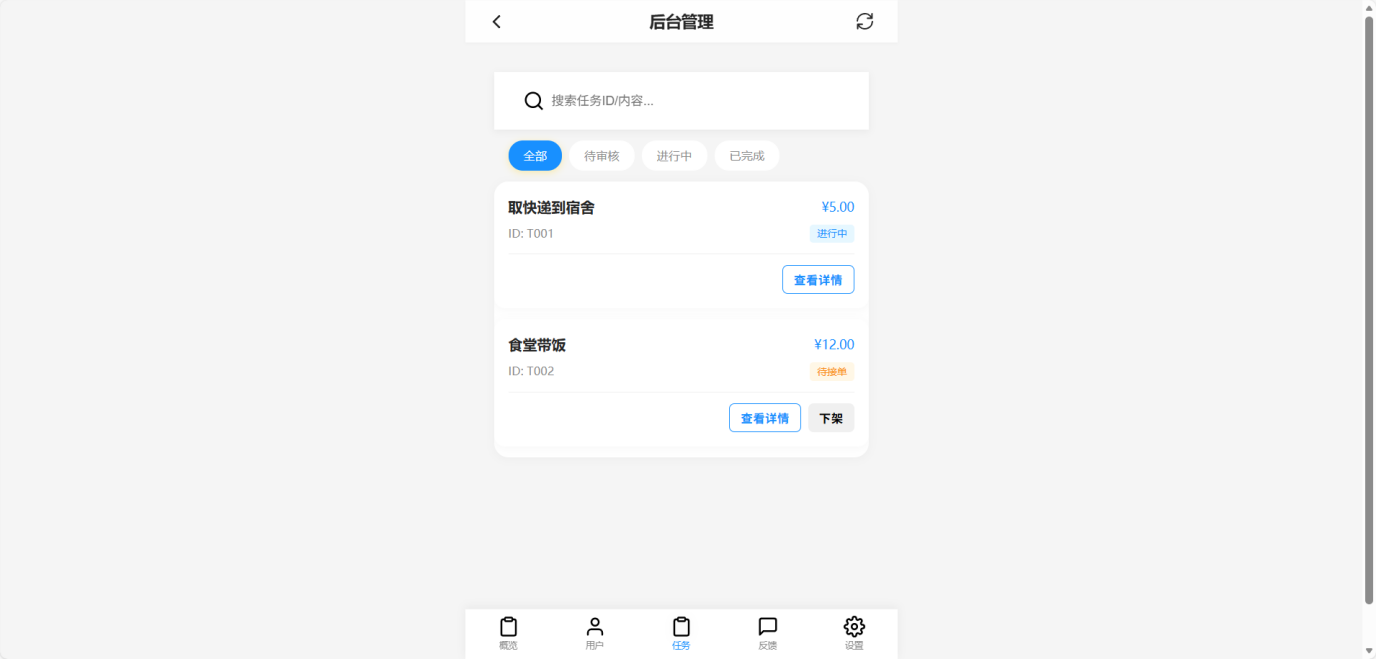 后台管理
搜索任务ID/内容...
全部 待审核 进行中 已完成
取快递到宿舍 ¥5.00
ID: T001 进行中
查看详情
食堂带饭 ¥12.00
ID: T002 待接单
查看详情 下架
概览 用户 任务 反馈 设置